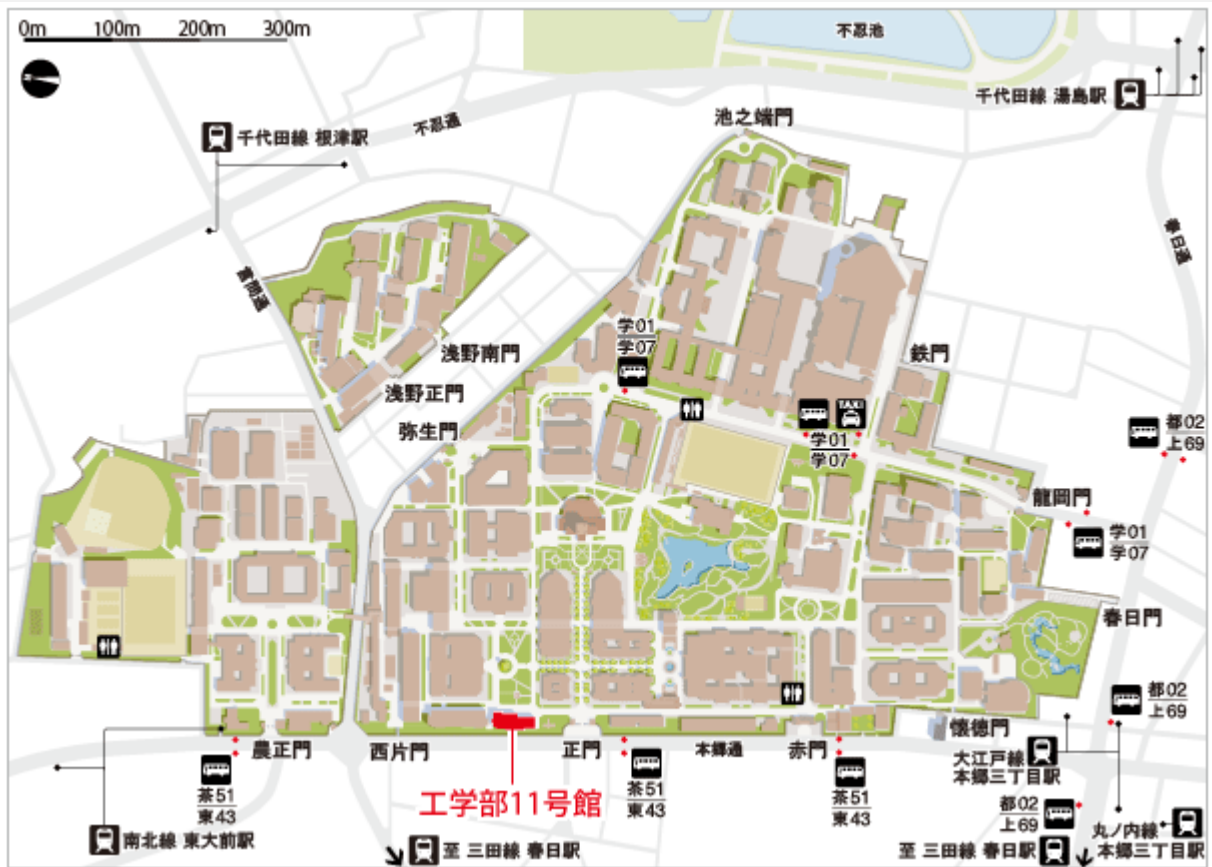 0m 100m 200m 300m
不忍池
千代田線 湯島駅
池之端門
不忍通
千代田線 根津駅
春日通
言問通
学01
学07
浅野南門
鉄門
浅野正門
TAXI
都02
上69
弥生門
学01
学07
龍岡門
学01
学07
春日門
都02
上69
懐徳門
農正門
西片門
正門
本郷通
赤門
大江戸線
本郷三丁目駅
茶51
東43
工学部11号館
茶51
東43
茶51
東43
都02
上69
丸ノ内線
本郷三丁目駅
南北線 東大前駅
至 三田線 春日駅
至 三田線 春日駅